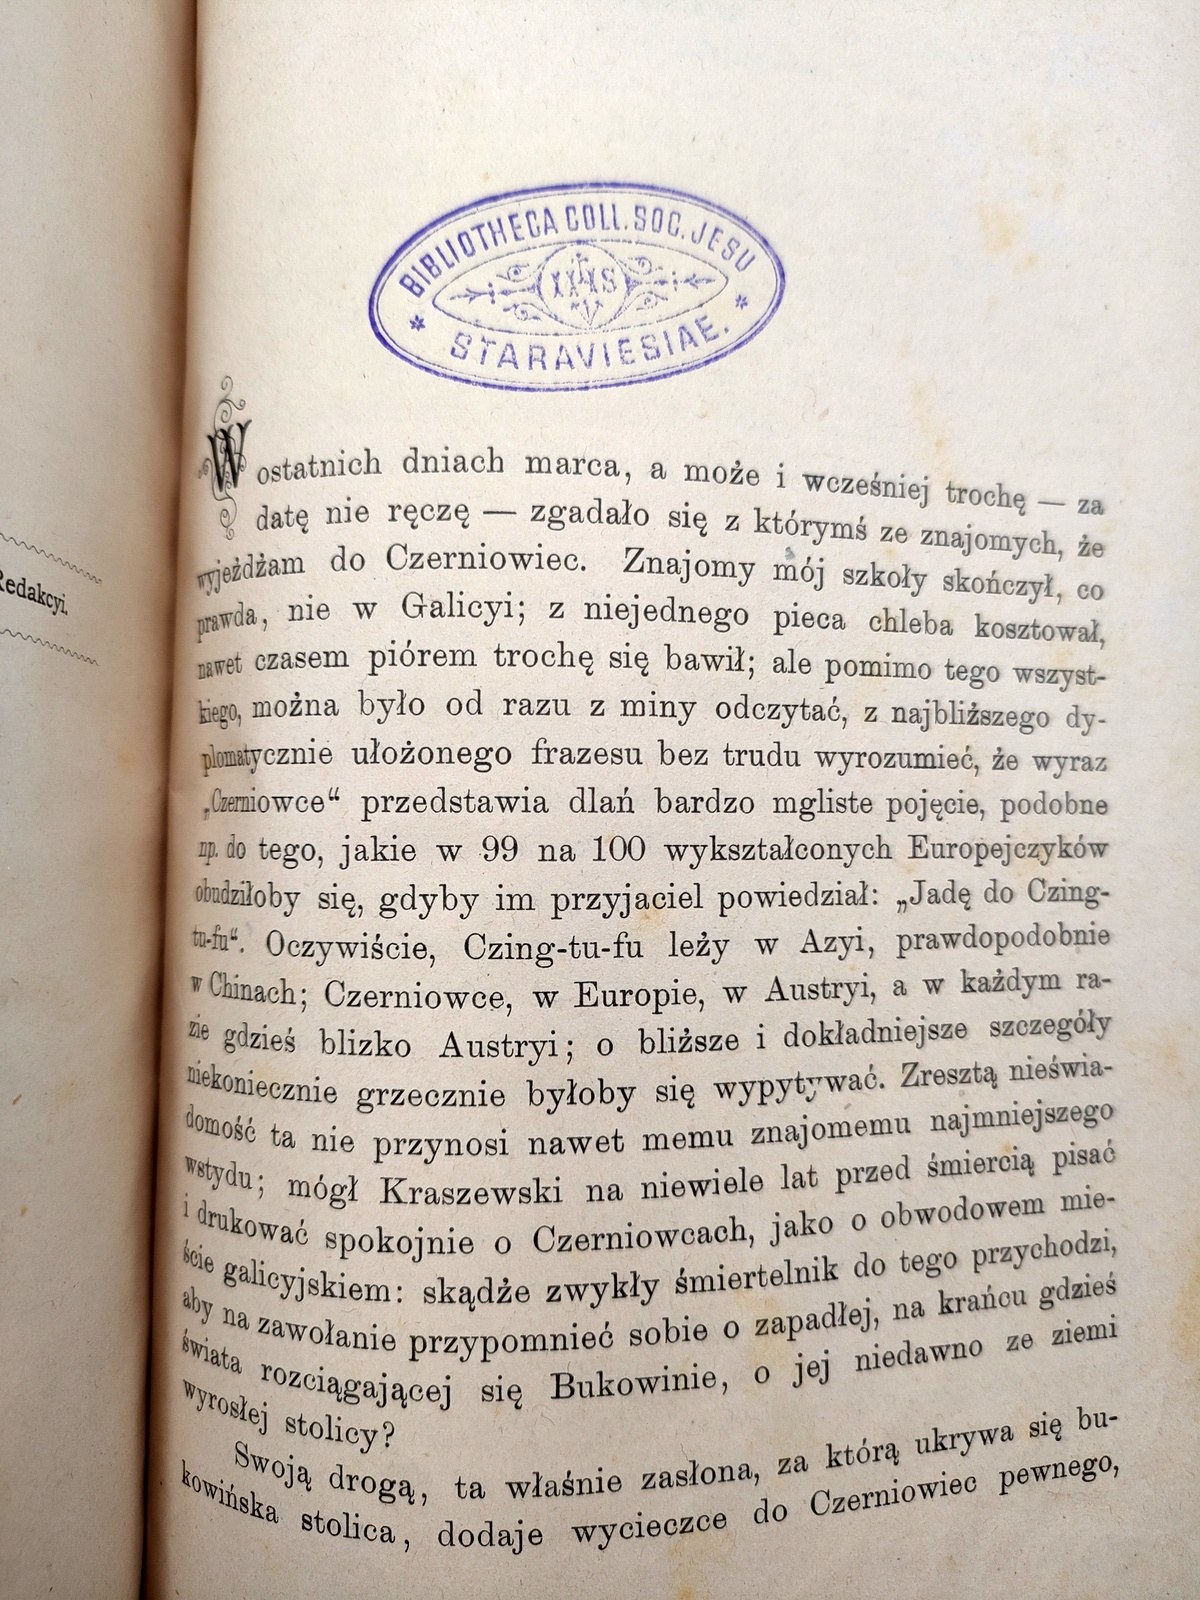 BIBLIOTHECA COLL. SOC. JESU
* STARAVIESIAE. *
Redakcyi.
W ostatnich dniach marca, a może i wcześniej trochę — za
datę nie ręczę — zgadało się z którymś ze znajomych, że
wyjeżdżam do Czerniowiec. Znajomy mój szkoły skończył, co
prawda, nie w Galicyi; z niejednego pieca chleba kosztował,
nawet czasem piórem trochę się bawił; ale pomimo tego wszyst-
kiego, można było od razu z miny odczytać, z najbliższego dy-
plomatycznie ułożonego frazesu bez trudu wyrozumieć, że wyraz
„Czerniowce“ przedstawia dlań bardzo mgliste pojęcie, podobne
np. do tego, jakie w 99 na 100 wykształconych Europejczyków
obudziłoby się, gdyby im przyjaciel powiedział: „Jadę do Czing-
tu-fu“. Oczywiście, Czing-tu-fu leży w Azyi, prawdopodobnie
w Chinach; Czerniowce, w Europie, w Austryi, a w każdym ra-
zie gdzieś blizko Austryi; o bliższe i dokładniejsze szczegóły
niekoniecznie grzecznie byłoby się wypytywać. Zresztą nieświa-
domość ta nie przynosi nawet memu znajomemu najmniejszego
wstydu; mógł Kraszewski na niewiele lat przed śmiercią pisać
i drukować spokojnie o Czerniowcach, jako o obwodowem mie-
ście galicyjskiem: skądże zwykły śmiertelnik do tego przychodzi,
aby na zawołanie przypomnieć sobie o zapadłej, na krańcu gdzieś
świata rozciągającej się Bukowinie, o jej niedawno ze ziemi
wyrosłej stolicy?
Swoją drogą, ta właśnie zasłona, za którą ukrywa się bu-
kowińska stolica, dodaje wycieczce do Czerniowiec pewnego,